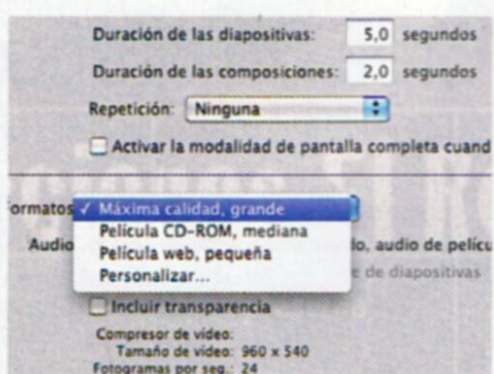 Duración de las diapositivas: 5,0 segundos
Duración de las composiciones: 2,0 segundos
Repetición: Ninguna
Activar la modalidad de pantalla completa cuand
ormatos ✓ Máxima calidad, grande
Película CD-ROM, mediana
Audio do, audio de pelícu
Película web, pequeña
e de diapositivas
Personalizar...
Incluir transparencia
Compresor de vídeo:
Tamaño de vídeo: 960 x 540
Fotogramas por seg.: 24